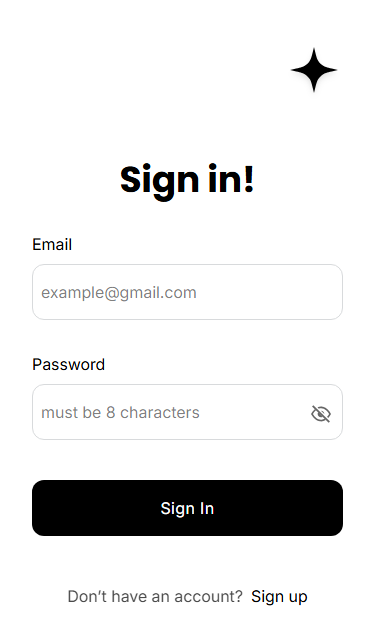 Sign in!
Email
example@gmail.com
Password
must be 8 characters
Sign In
Don’t have an account? Sign up